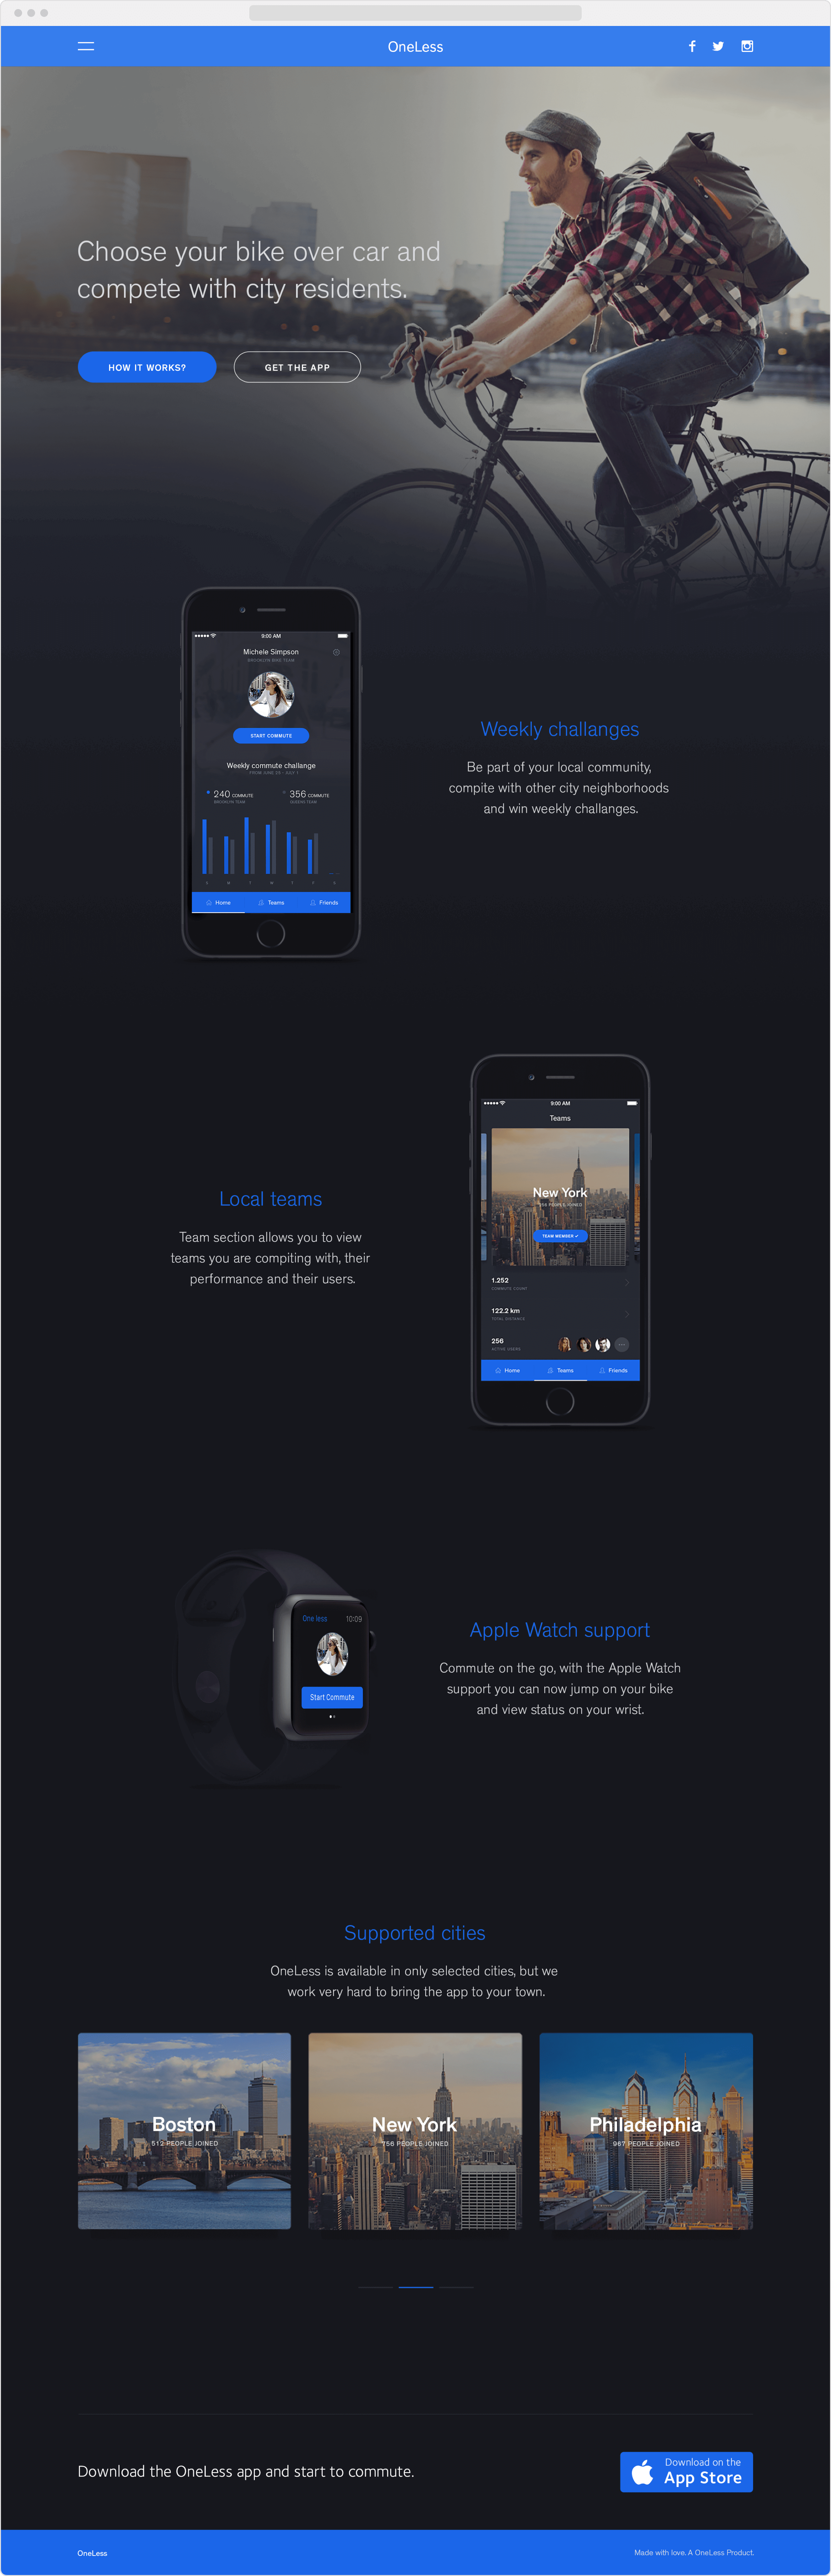 OneLess
Choose your bike over car and
compete with city residents.
HOW IT WORKS?
GET THE APP
9:00 AM
Michele Simpson
BROOKLYN BIKE TEAM
START COMMUTE
Weekly commute challange
FROM JUNE 25 - JULY 1
240 COMMUTE
BROOKLYN TEAM
356 COMMUTE
QUEENS TEAM
S M T W T F S
Home
Teams
Friends
Weekly challanges
Be part of your local community,
compite with other city neighborhoods
and win weekly challanges.
Local teams
Team section allows you to view
teams you are compiting with, their
performance and their users.
9:00 AM
Teams
New York
PEOPLE JOINED
TEAM MEMBER ✓
1.252
COMMUTE COUNT
122.2 km
TOTAL DISTANCE
256
ACTIVE USERS
Home
Teams
Friends
One less
10:09
Start Commute
Apple Watch support
Commute on the go, with the Apple Watch
support you can now jump on your bike
and view status on your wrist.
Supported cities
OneLess is available in only selected cities, but we
work very hard to bring the app to your town.
Boston
512 PEOPLE JOINED
New York
756 PEOPLE JOINED
Philadelphia
967 PEOPLE JOINED
Download the OneLess app and start to commute.
Download on the
App Store
OneLess
Made with love. A OneLess Product.